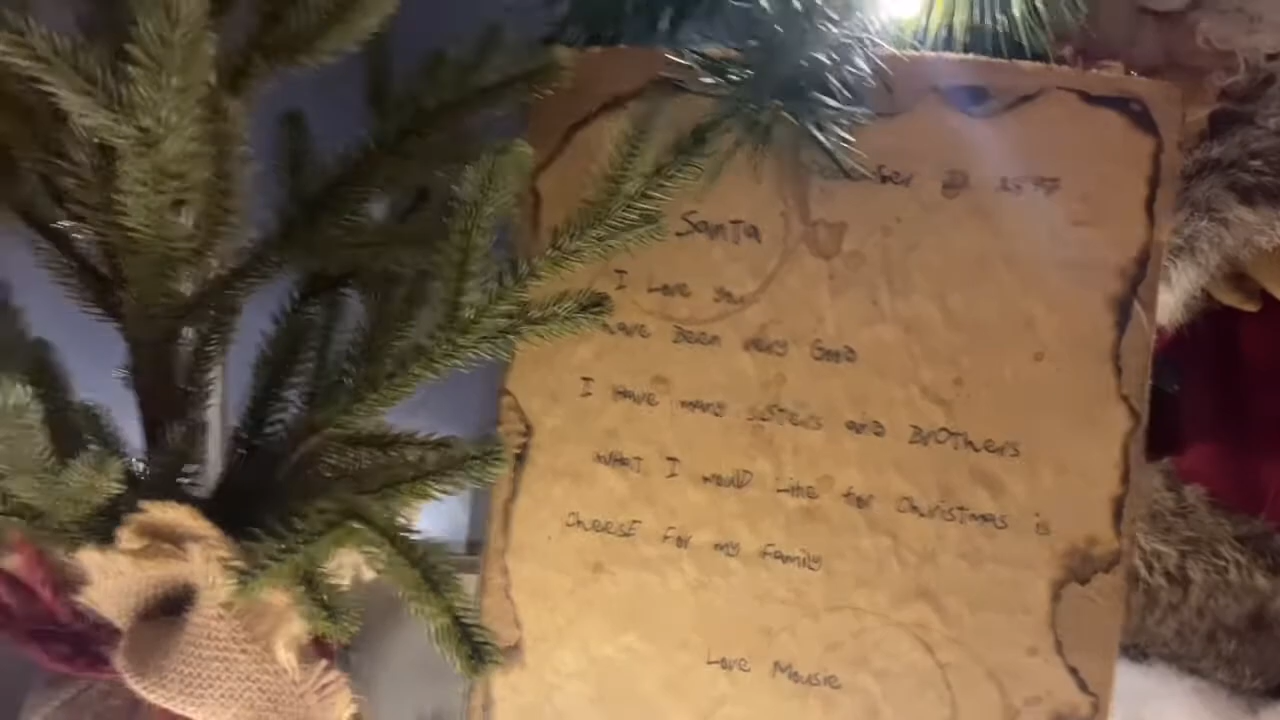 Santa
I Love you
have Been very GooD
I Have many sisTers anD BrOTHers
WHAT I woulD Like for CHristmas is
CHeersE For my Family
Love Mousie